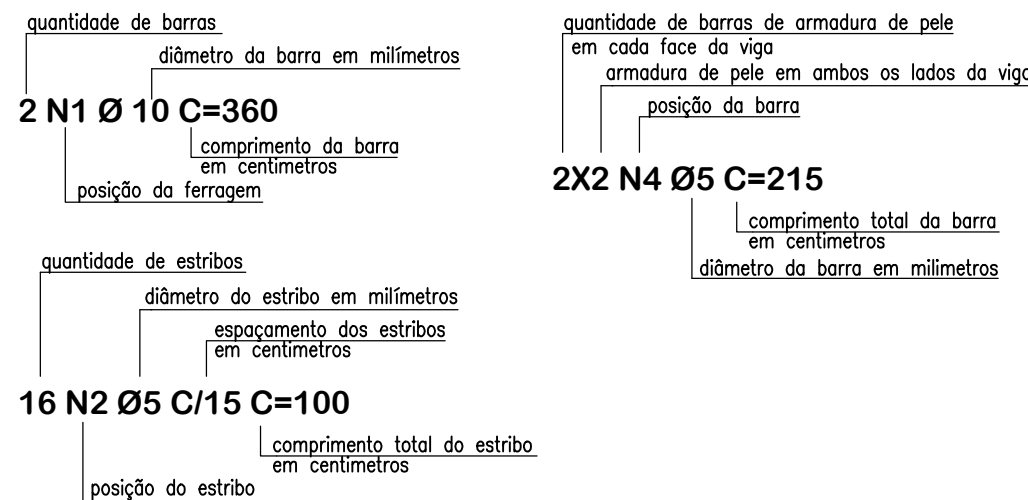 quantidade de barras
diâmetro da barra em milímetros
2 N1 Ø 10 C=360
comprimento da barra
em centimetros
posição da ferragem
quantidade de barras de armadura de pele
em cada face da viga
armadura de pele em ambos os lados da viga
posição da barra
2X2 N4 Ø5 C=215
comprimento total da barra
em centimetros
diâmetro da barra em milimetros
quantidade de estribos
diâmetro do estribo em milímetros
espaçamento dos estribos
em centimetros
16 N2 Ø5 C/15 C=100
comprimento total do estribo
em centimetros
posição do estribo